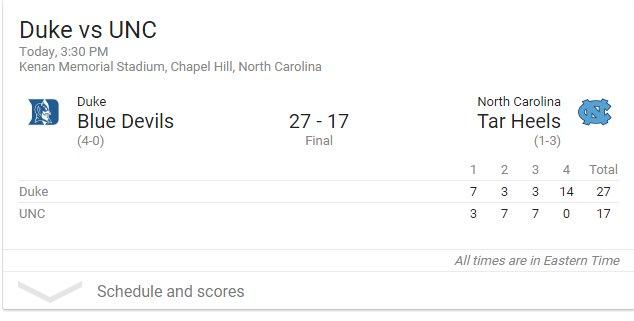 Duke vs UNC
Today, 3:30 PM
Kenan Memorial Stadium, Chapel Hill, North Carolina
Duke
Blue Devils
(4-0)
27 - 17
Final
North Carolina
Tar Heels
(1-3)
NC
1 2 3 4 Total
Duke 7 3 3 14 27
UNC 3 7 7 0 17
All times are in Eastern Time
Schedule and scores